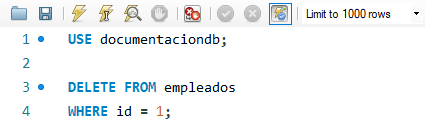 Limit to 1000 rows
1 USE documentaciondb;
2
3 DELETE FROM empleados
4 WHERE id = 1;